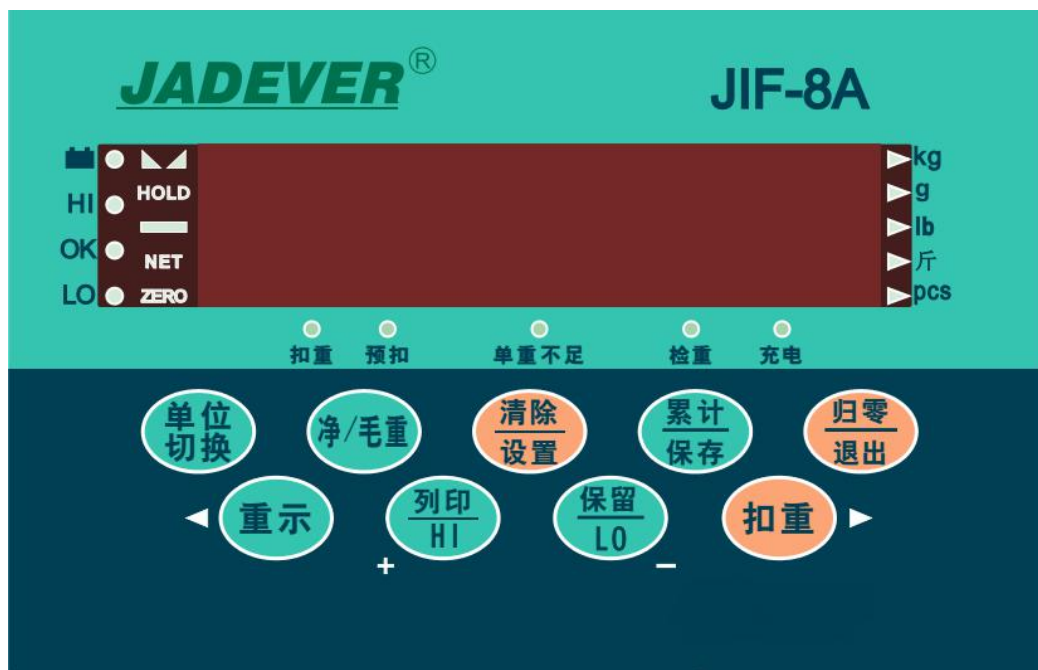 JADEVER®
JIF-8A
HI
OK
LO
HOLD
NET
ZERO
kg
g
lb
斤
pcs
扣重 预扣 单重不足 检重 充电
单位
切换
净/毛重
清除
设置
累计
保存
归零
退出
重示
列印
HI
保留
LO
扣重
+ −